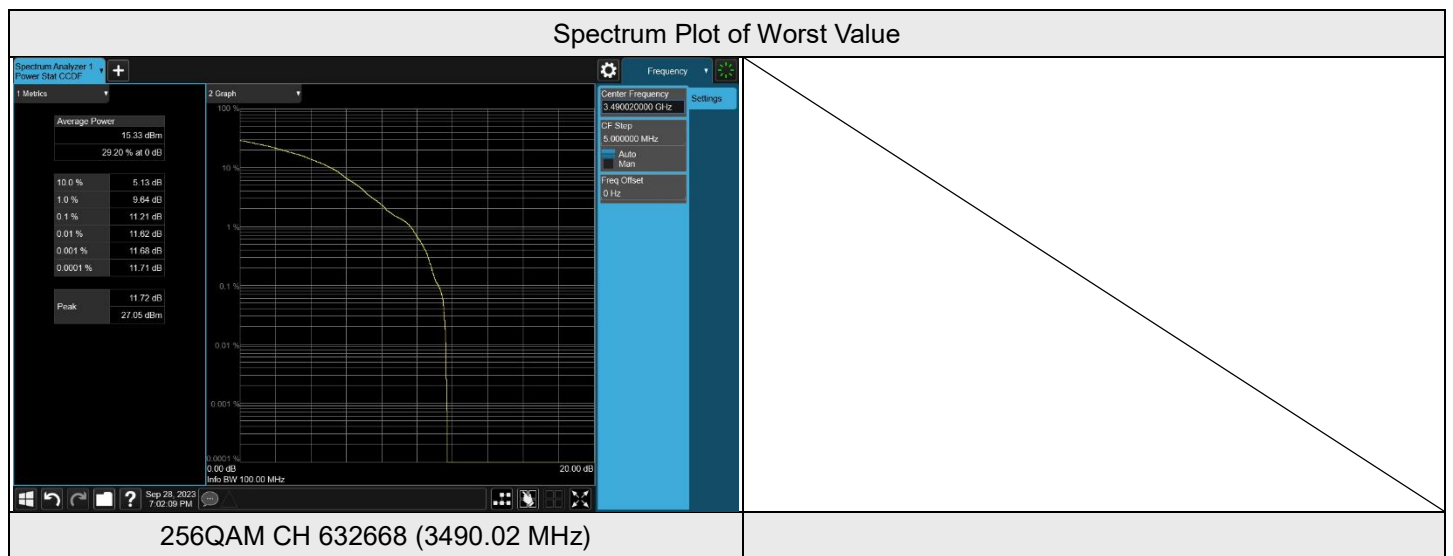 Spectrum Plot of Worst Value
Spectrum Analyzer 1
Power Stat CCDF
Frequency
1 Metrics
2 Graph
Center Frequency
3.490020000 GHz
Settings
CF Step
5.000000 MHz
Auto
Man
Freq Offset
0 Hz
Average Power
15.33 dBm
29.20 % at 0 dB
10.0 % 5.13 dB
1.0 % 9.64 dB
0.1 % 11.21 dB
0.01 % 11.62 dB
0.001 % 11.68 dB
0.0001 % 11.71 dB
Peak 11.72 dB
27.05 dBm
100 %
10 %
1 %
0.1 %
0.01 %
0.001 %
0.0001 %
0.00 dB 20.00 dB
Info BW 100.00 MHz
Sep 28, 2023
7:02:09 PM
256QAM CH 632668 (3490.02 MHz)